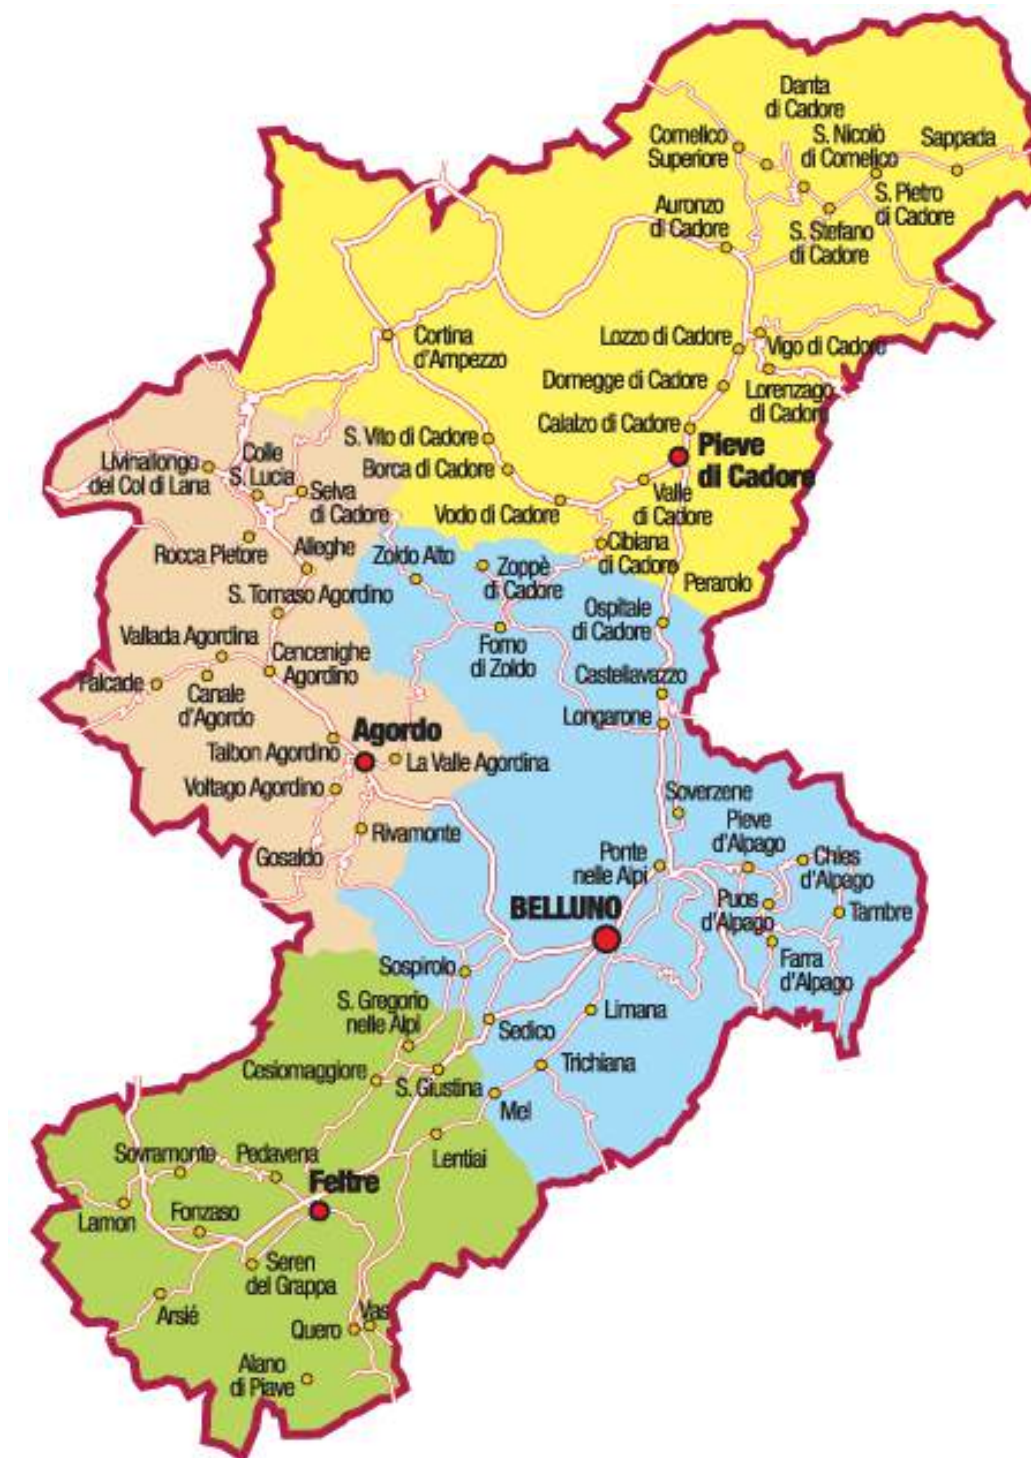 Danta
di Cadore
Comelico
Superiore
S. Nicolò
di Comelico
Sappada
S. Pietro
di Cadore
Auronzo
di Cadore
S. Stefano
di Cadore
Cortina
d'Ampezzo
Lozzo di Cadore
Vigo di Cadore
Domegge di Cadore
Lorenzago
di Cadore
Calalzo di Cadore
S. Vito di Cadore
Pieve
di Cadore
Borca di Cadore
Livinallongo
del Col di Lana
Colle
S. Lucia
Selva
di Cadore
Valle
di Cadore
Vodo di Cadore
Rocca Pietore
Alleghe
Zoldo Alto
Zoppè
di Cadore
Cibiana
di Cadore
Perarolo
S. Tomaso Agordino
Ospitale
di Cadore
Vallada Agordina
Cencenighe
Agordino
Forno
di Zoldo
Falcade
Canale
d'Agordo
Castellavazzo
Longarone
Agordo
Taibon Agordino
La Valle Agordina
Voltago Agordino
Soverzene
Rivamonte
Pieve
d'Alpago
Gosaldo
Ponte
nelle Alpi
Chies
d'Alpago
BELLUNO
Puos
d'Alpago
Tambre
Sospirolo
Farra
d'Alpago
S. Gregorio
nelle Alpi
Limana
Sedico
Cesiomaggiore
S. Giustina
Trichiana
Mel
Sovramonte
Pedavena
Lentiai
Feltre
Lamon
Fonzaso
Seren
del Grappa
Arsié
Vas
Quero
Alano
di Piave